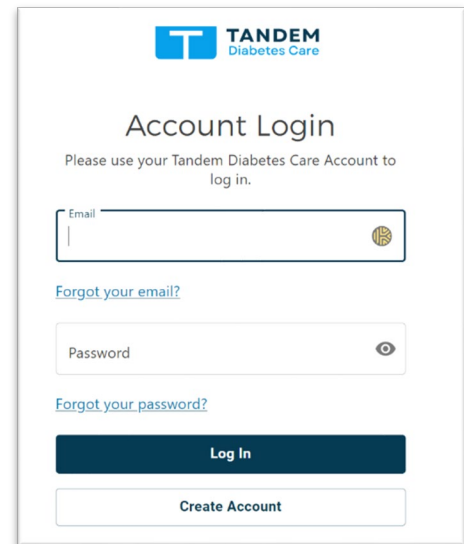 TANDEM
Diabetes Care
Account Login
Please use your Tandem Diabetes Care Account to
log in.
Email
Forgot your email?
Password
Forgot your password?
Log In
Create Account